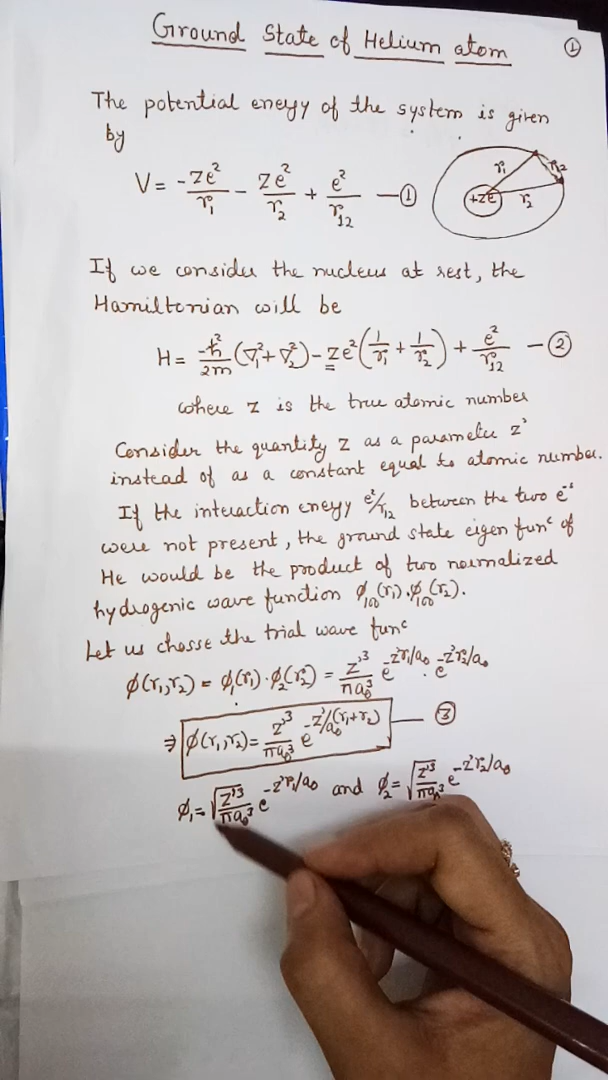 Ground State of Helium atom ①
The potential energy of the system is given
by
V = -Ze²/r₁ - Ze²/r₂ + e²/r₁₂ —①
r₁ r₁₂ +ze r₂
If we consider the nucleus at rest, the
Hamiltonian will be
H = -ℏ²/2m (∇₁²+∇₂²) - Ze²(1/r₁ + 1/r₂) + e²/r₁₂ —②
where Z is the true atomic number
Consider the quantity Z as a parameter z'
instead of as a constant equal to atomic number.
If the interaction energy e²/r₁₂ between the two e⁻ˢ
were not present, the ground state eigen funᶜ of
He would be the product of two normalized
hydrogenic wave function ϕ₁₀₀(r₁).ϕ₁₀₀(r₂).
Let us chosse the trial wave funᶜ
ϕ(r₁,r₂) = ϕ₁(r₁).ϕ₂(r₂) = z'³/πa₀³ e^-z'r₁/a₀ . e^-z'r₂/a₀
⇒ ϕ(r₁,r₂) = z'³/πa₀³ e^-z'/a₀(r₁+r₂) —③
ϕ₁ = √(z'³/πa₀³) e^-z'r₁/a₀ and ϕ₂ = √(z'³/πa₀³) e^-z'r₂/a₀